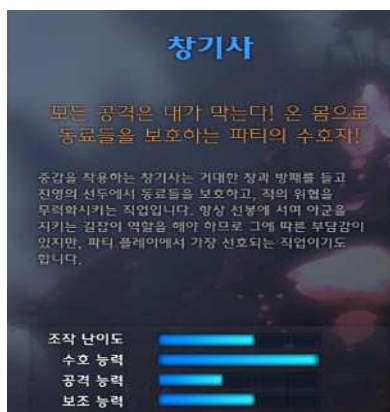 창기사
모든 공격은 내가 막는다! 온 몸으로
동료들을 보호하는 파티의 수호자!
중갑을 착용하는 창기사는 거대한 창과 방패를 들고
진영의 선두에서 동료들을 보호하고, 적의 위협을
무력화시키는 직업입니다. 항상 선봉에 서며 아군을
지키는 길잡이 역할을 해야 하므로 그에 따른 부담감이
있지만, 파티 플레이에서 가장 선호되는 직업이기도
합니다.
조작 난이도
수호 능력
공격 능력
보조 능력